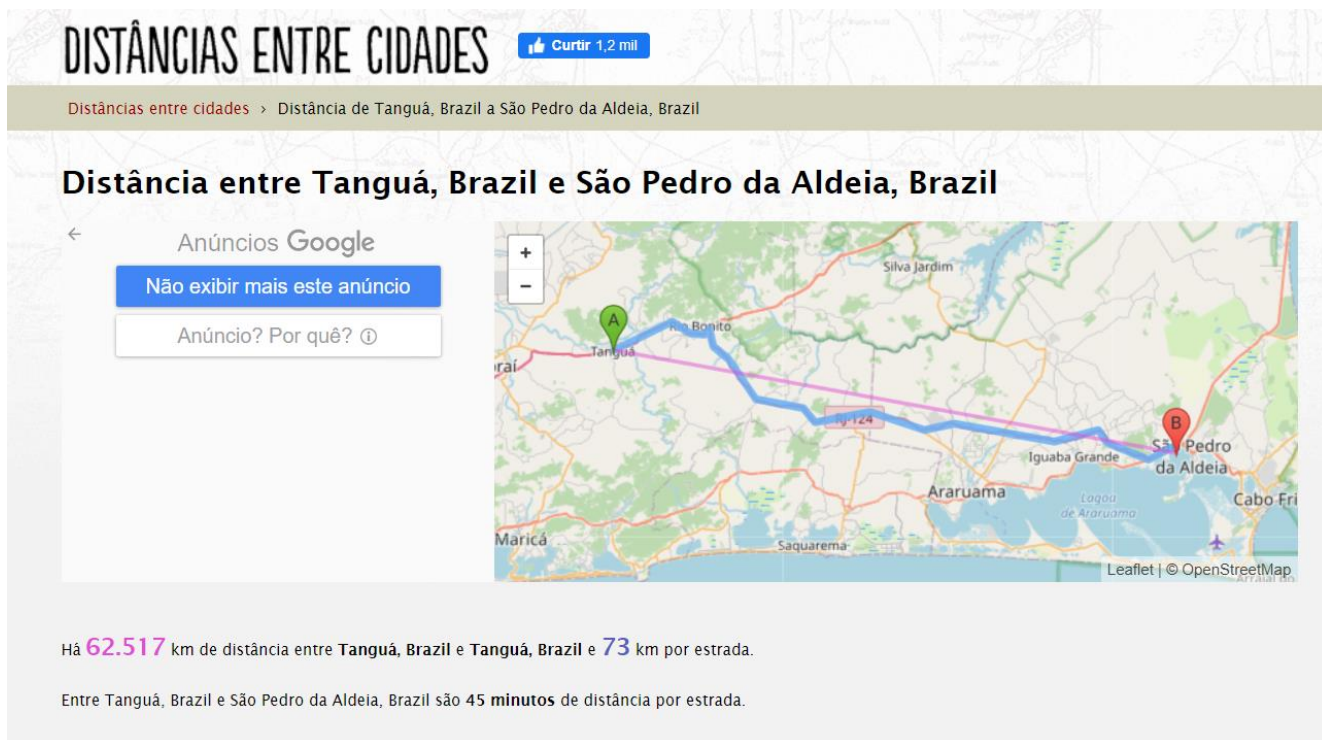 DISTÂNCIAS ENTRE CIDADES
Curtir 1,2 mil
Distâncias entre cidades › Distância de Tanguá, Brazil a São Pedro da Aldeia, Brazil
Distância entre Tanguá, Brazil e São Pedro da Aldeia, Brazil
←
Anúncios Google
Não exibir mais este anúncio
Anúncio? Por quê?
+
−
Silva Jardim
A
Rio Bonito
Tanguá
raí
RJ-124
B
São Pedro
da Aldeia
Iguaba Grande
Araruama
Lagoa
de Araruama
Cabo Fri
Maricá
Saquarema
Leaflet | © OpenStreetMap
Arraial do
Há 62.517 km de distância entre Tanguá, Brazil e Tanguá, Brazil e 73 km por estrada.
Entre Tanguá, Brazil e São Pedro da Aldeia, Brazil são 45 minutos de distância por estrada.